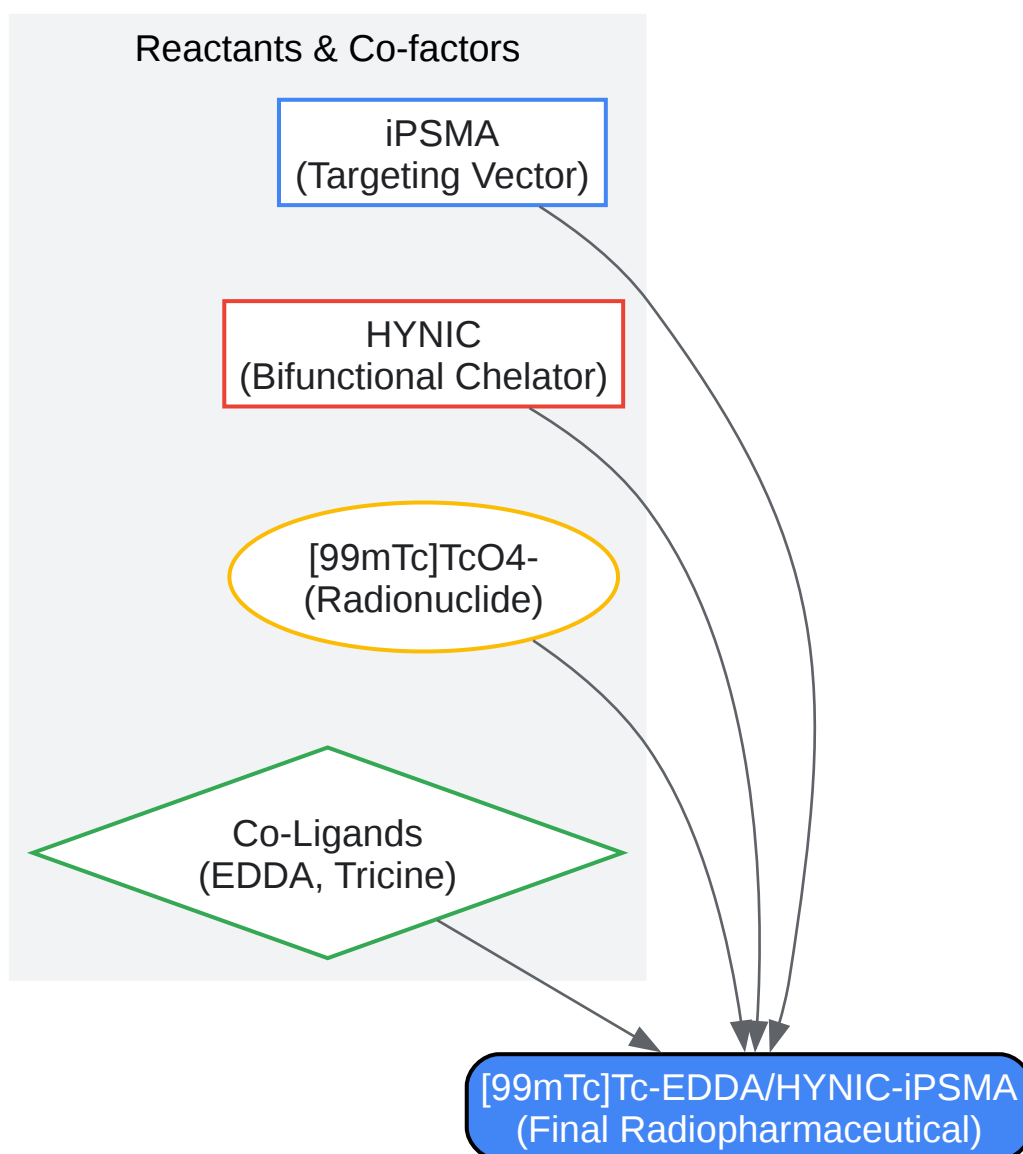 Reactants & Co-factors
iPSMA
(Targeting Vector)
HYNIC
(Bifunctional Chelator)
[99mTc]TcO4-
(Radionuclide)
Co-Ligands
(EDDA, Tricine)
[99mTc]Tc-EDDA/HYNIC-iPSMA
(Final Radiopharmaceutical)